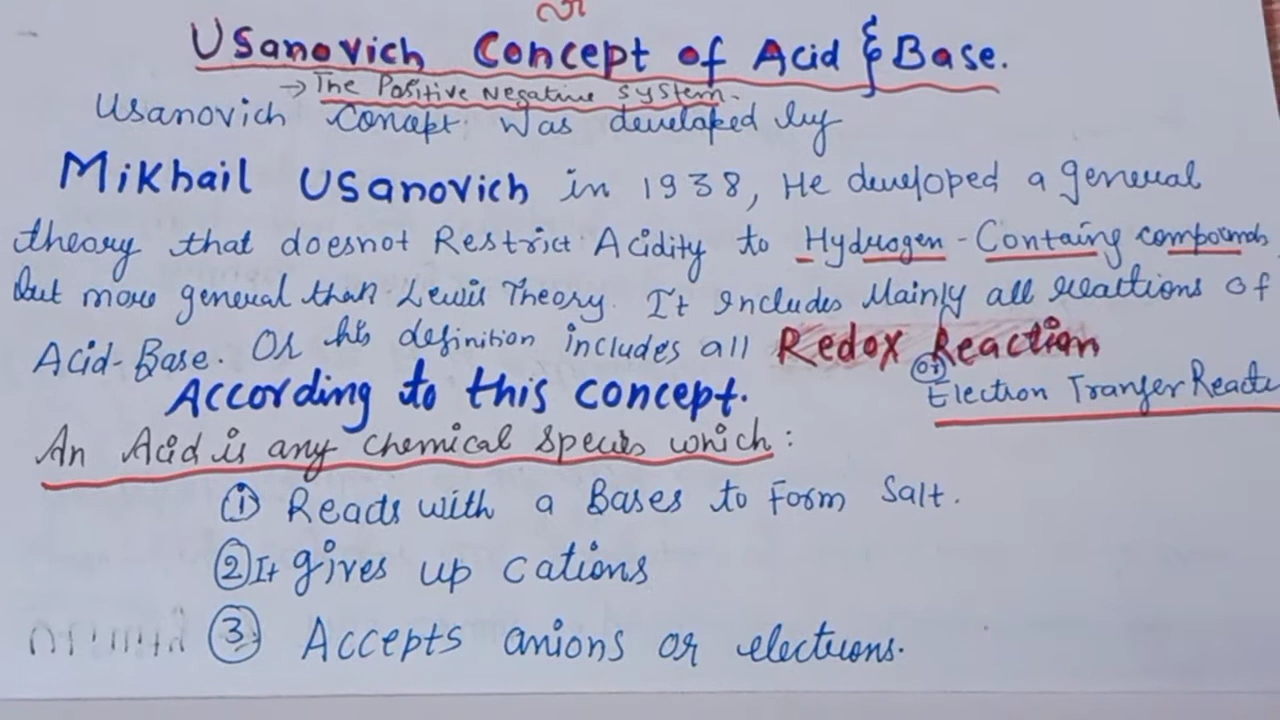 Usanovich Concept of Acid & Base.
→ The Positive Negative System.
Usanovich Concept was developed by
Mikhail Usanovich in 1938, He developed a general
theory that doesnot Restrict Acidity to Hydrogen-Containg compounds
but more general than Lewis Theory. It Includes Mainly all reactions of
Acid-Base. Or his definition includes all Redox Reaction
(or)
Electron Tranfer Reacti
According to this concept.
An Acid is any chemical species which:
① Reacts with a Bases to Form Salt.
② It gives up cations
③ Accepts anions or electrons.